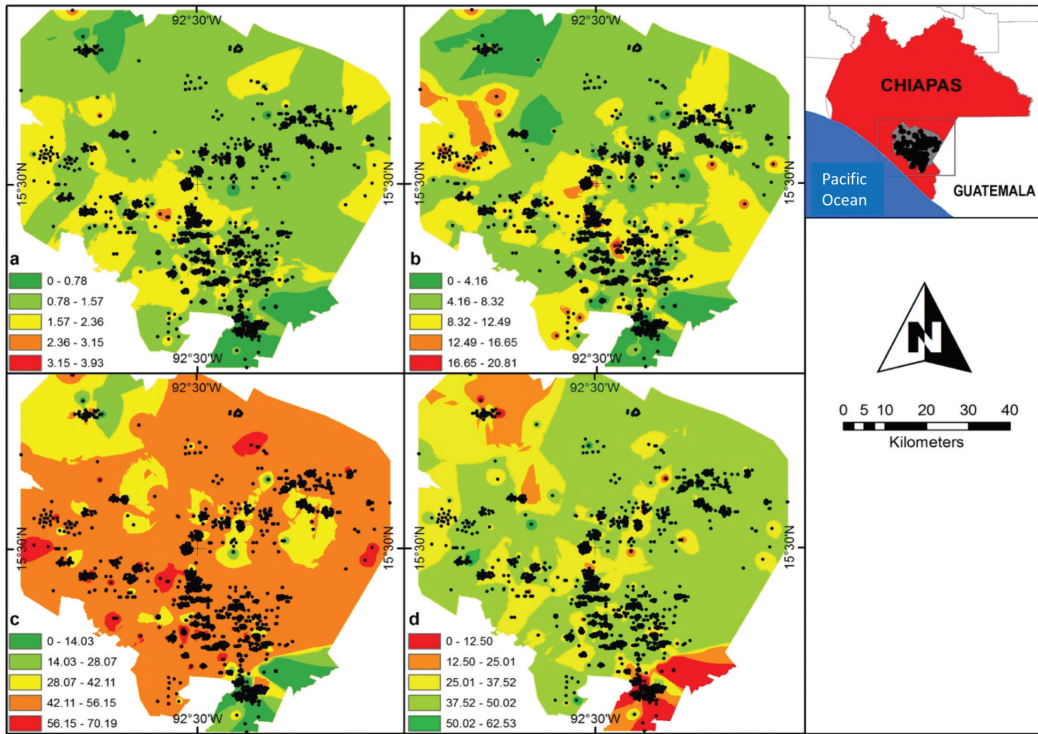 92°30'W
15°30'N
a
0 - 0.78
0.78 - 1.57
1.57 - 2.36
2.36 - 3.15
3.15 - 3.93
92°30'W
92°30'W
15°30'N
b
0 - 4.16
4.16 - 8.32
8.32 - 12.49
12.49 - 16.65
16.65 - 20.81
92°30'W
CHIAPAS
Pacific
Ocean
GUATEMALA
N
0 5 10 20 30 40
Kilometers
92°30'W
15°30'N
c
0 - 14.03
14.03 - 28.07
28.07 - 42.11
42.11 - 56.15
56.15 - 70.19
92°30'W
92°30'W
15°30'N
d
0 - 12.50
12.50 - 25.01
25.01 - 37.52
37.52 - 50.02
50.02 - 62.53
92°30'W